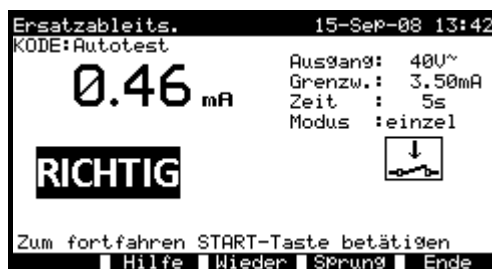 Ersatzableits. 15-Sep-08 13:42
KODE:Autotest
0.46 mA
Ausgang: 40V~
Grenzw.: 3.50mA
Zeit : 5s
Modus :einzel
RICHTIG
Zum fortfahren START-Taste betätigen
Hilfe Wieder Sprung Ende